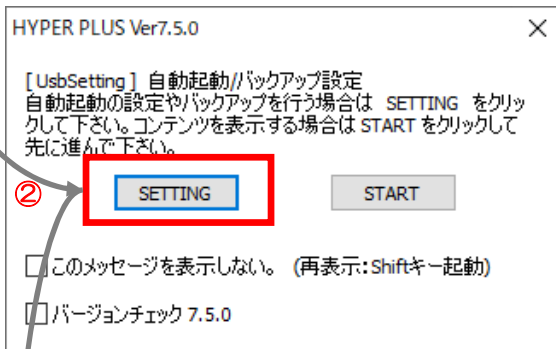 HYPER PLUS Ver7.5.0
[ UsbSetting ] 自動起動//バックアップ設定
自動起動の設定やバックアップを行う場合は SETTING をクリッ
クして下さい。コンテンツを表示する場合は START をクリックして
先に進んで下さい。
② SETTING START
このメッセージを表示しない。 (再表示:Shiftキー起動)
バージョンチェック 7.5.0